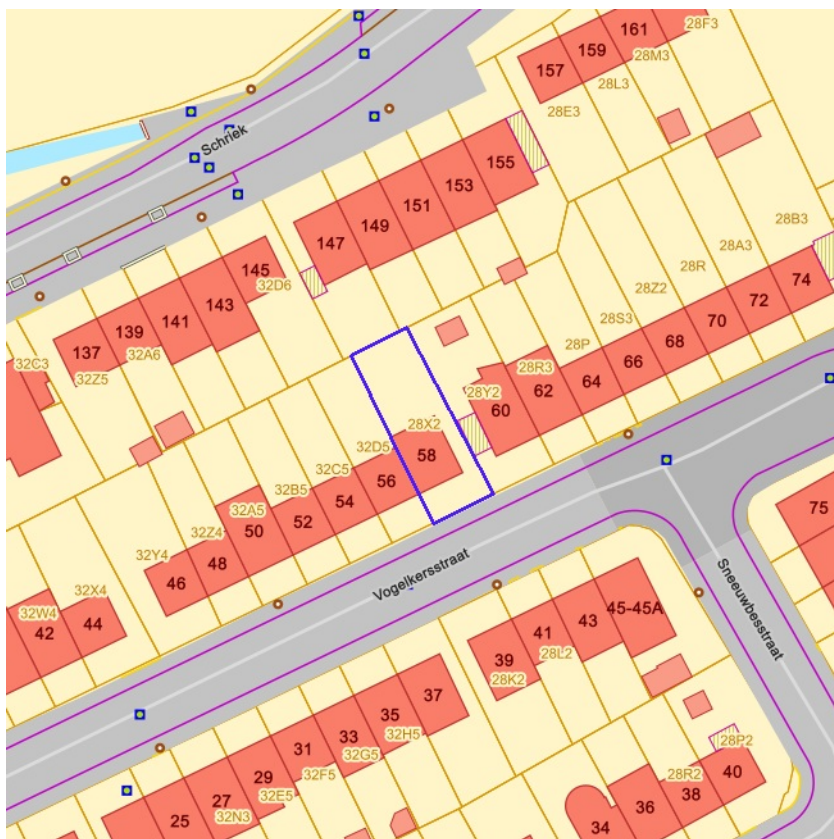 28F3
161
28M3
159
28L3
157
28E3
Schriek
155
153
151
149
147
28B3
28A3
28R
28Z2
28S3
28P
28R3
28Y2
145
32D6
143
141
139
32A6
137
32Z5
32C3
74
72
70
68
66
64
62
60
28X2
58
32D5
56
32C5
54
32B5
52
32A5
50
32Z4
48
32Y4
46
32X4
44
32W4
42
75
Vogelkersstraat
Sneeuwbesstraat
45-45A
43
41
28L2
39
28K2
37
35
32H5
33
32G5
31
32F5
29
32E5
27
32N3
25
28P2
40
28R2
38
36
34